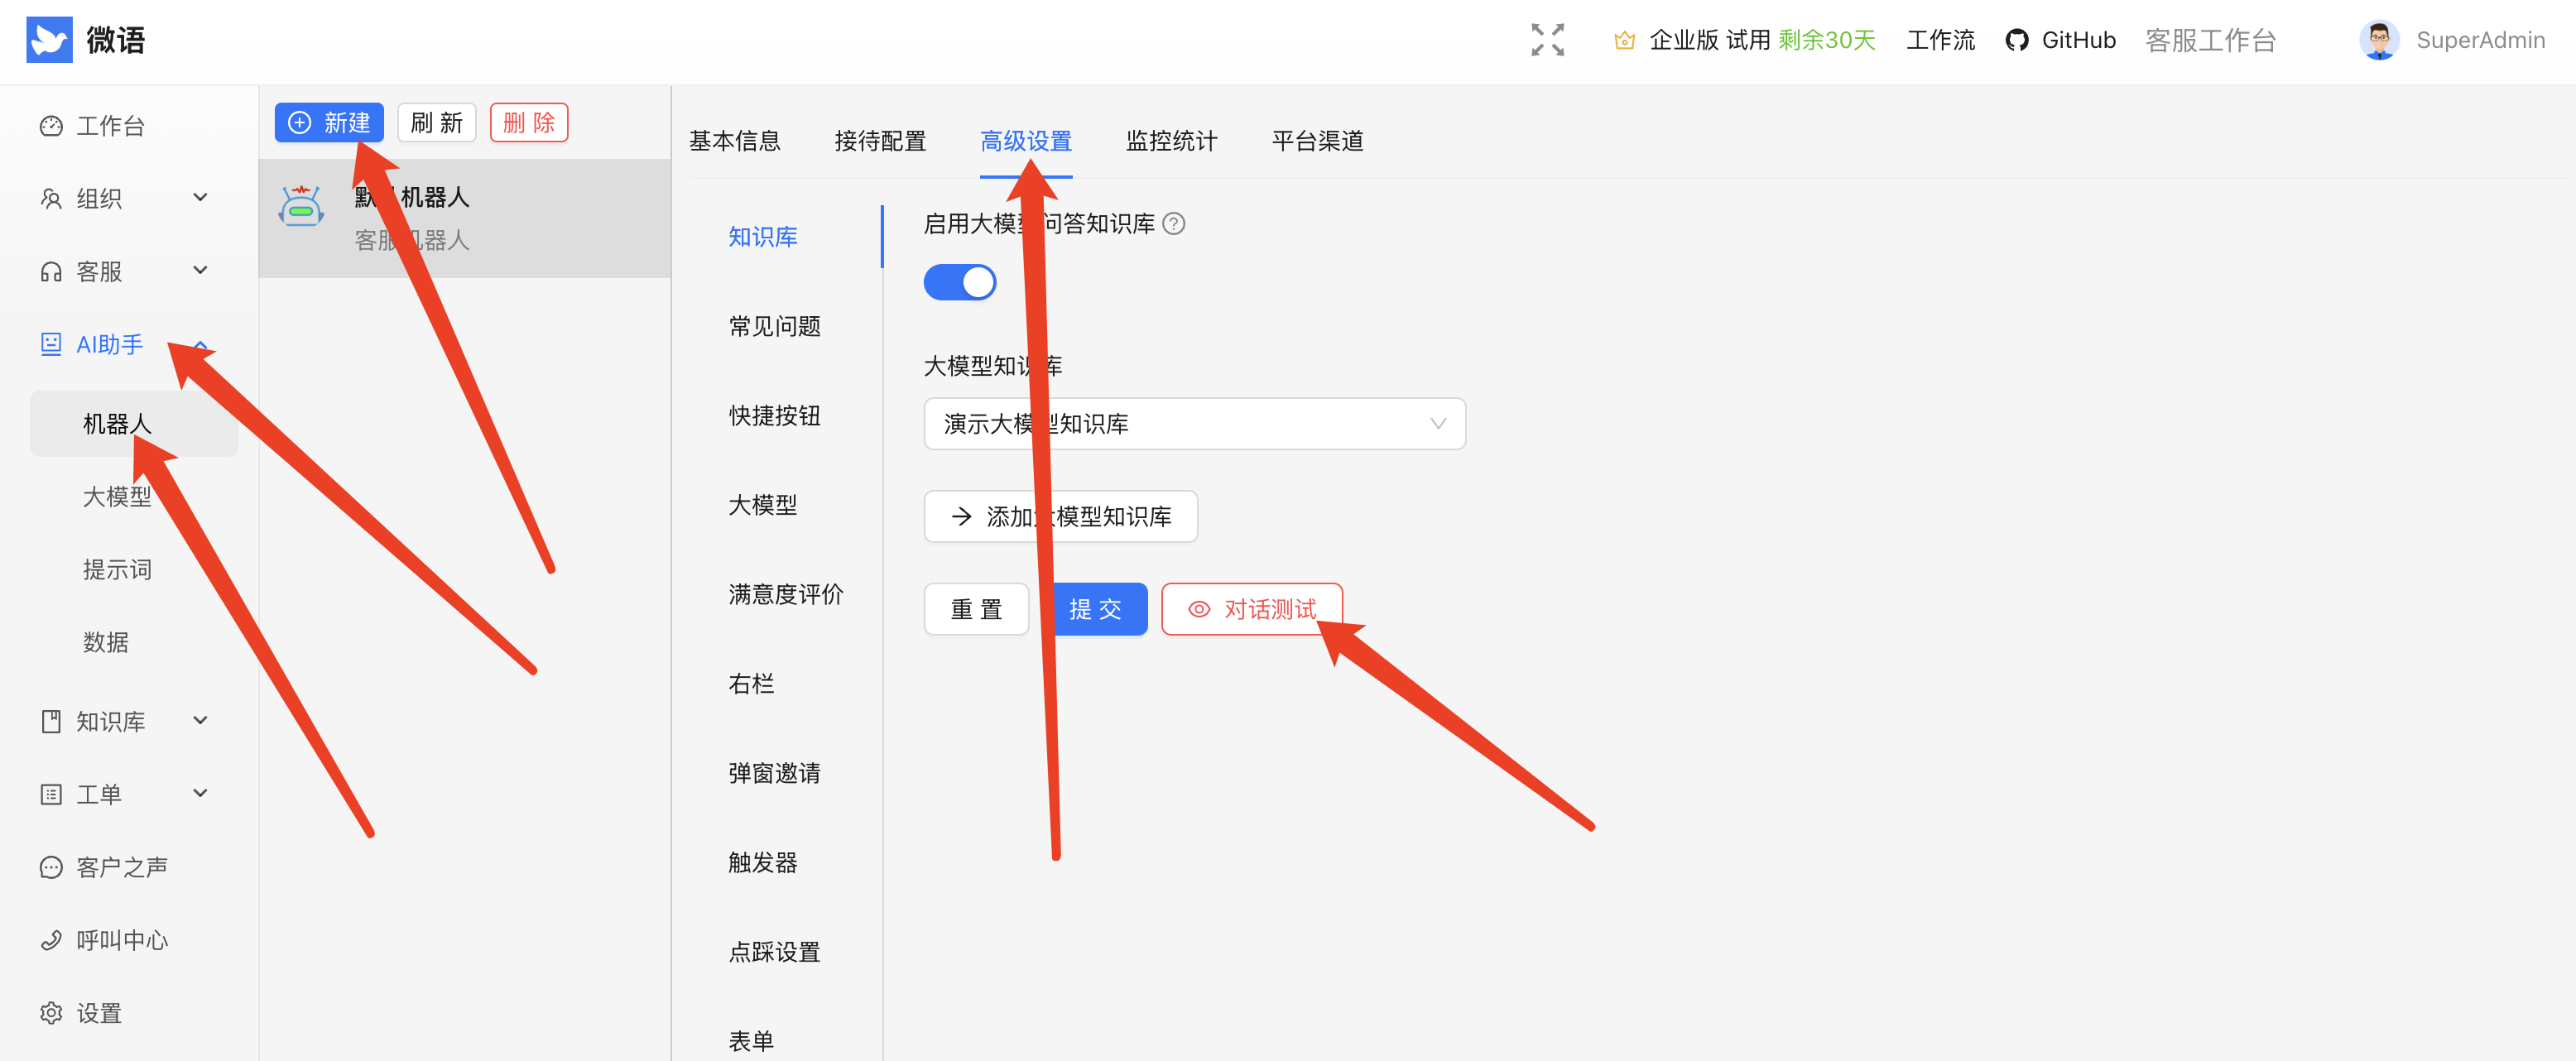 微语
企业版 试用 剩余30天
工作流
GitHub
客服工作台
SuperAdmin
工作台
组织
客服
AI助手
机器人
大模型
提示词
数据
知识库
工单
客户之声
呼叫中心
设置
新建
刷 新
删 除
默认机器人
客服机器人
基本信息
接待配置
高级设置
监控统计
平台渠道
知识库
常见问题
快捷按钮
大模型
满意度评价
右栏
弹窗邀请
触发器
点踩设置
表单
启用大模型问答知识库
大模型知识库
演示大模型知识库
添加大模型知识库
重 置
提 交
对话测试